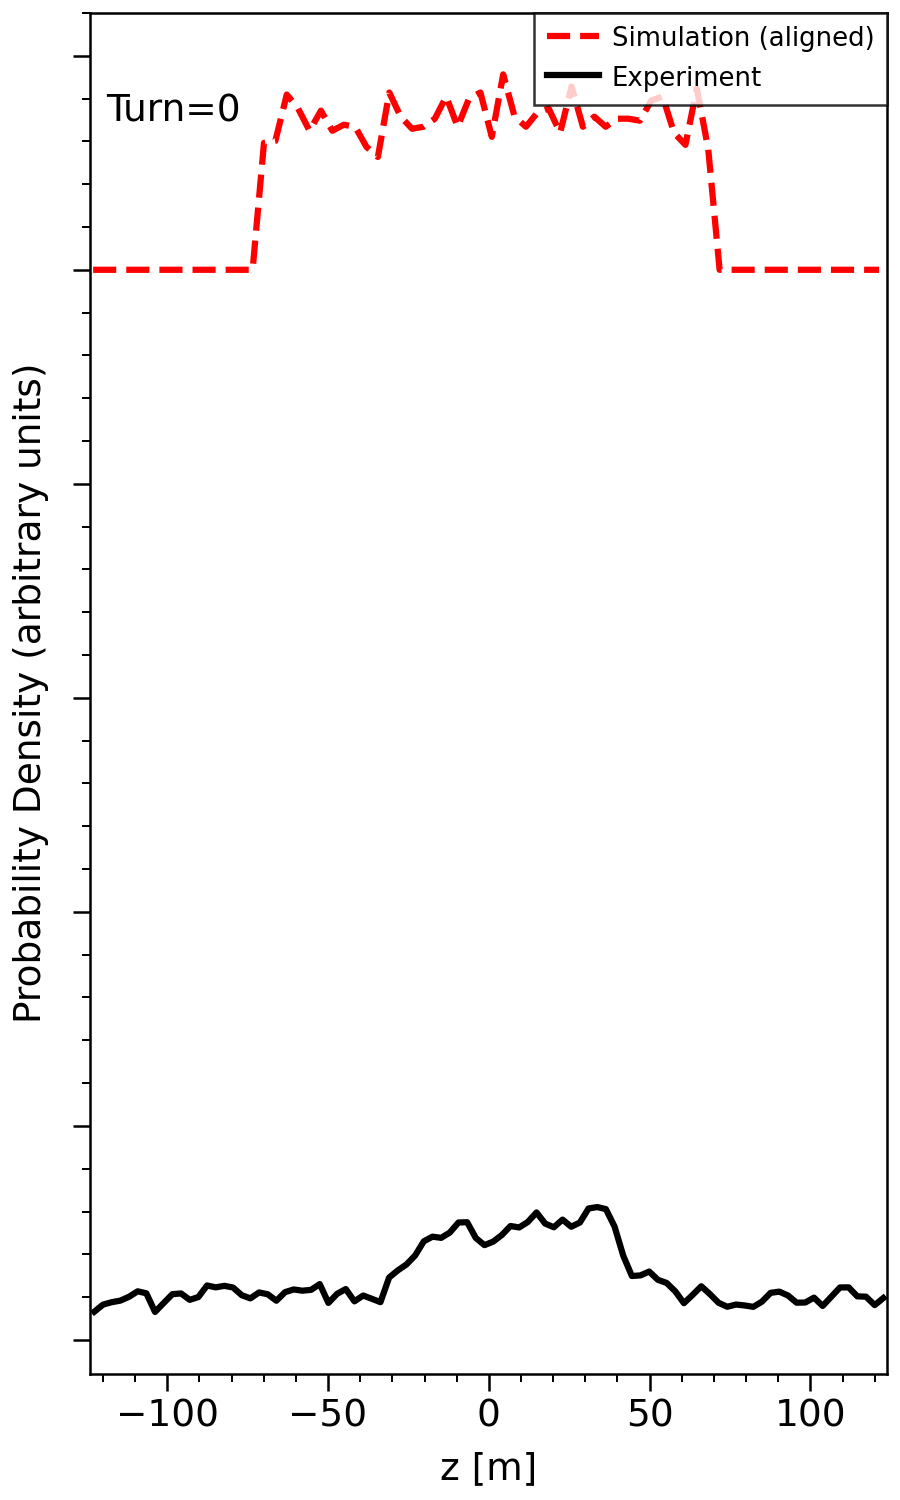 Simulation (aligned)
Experiment
Turn=0
Probability Density (arbitrary units)
−100 −50 0 50 100
z [m]